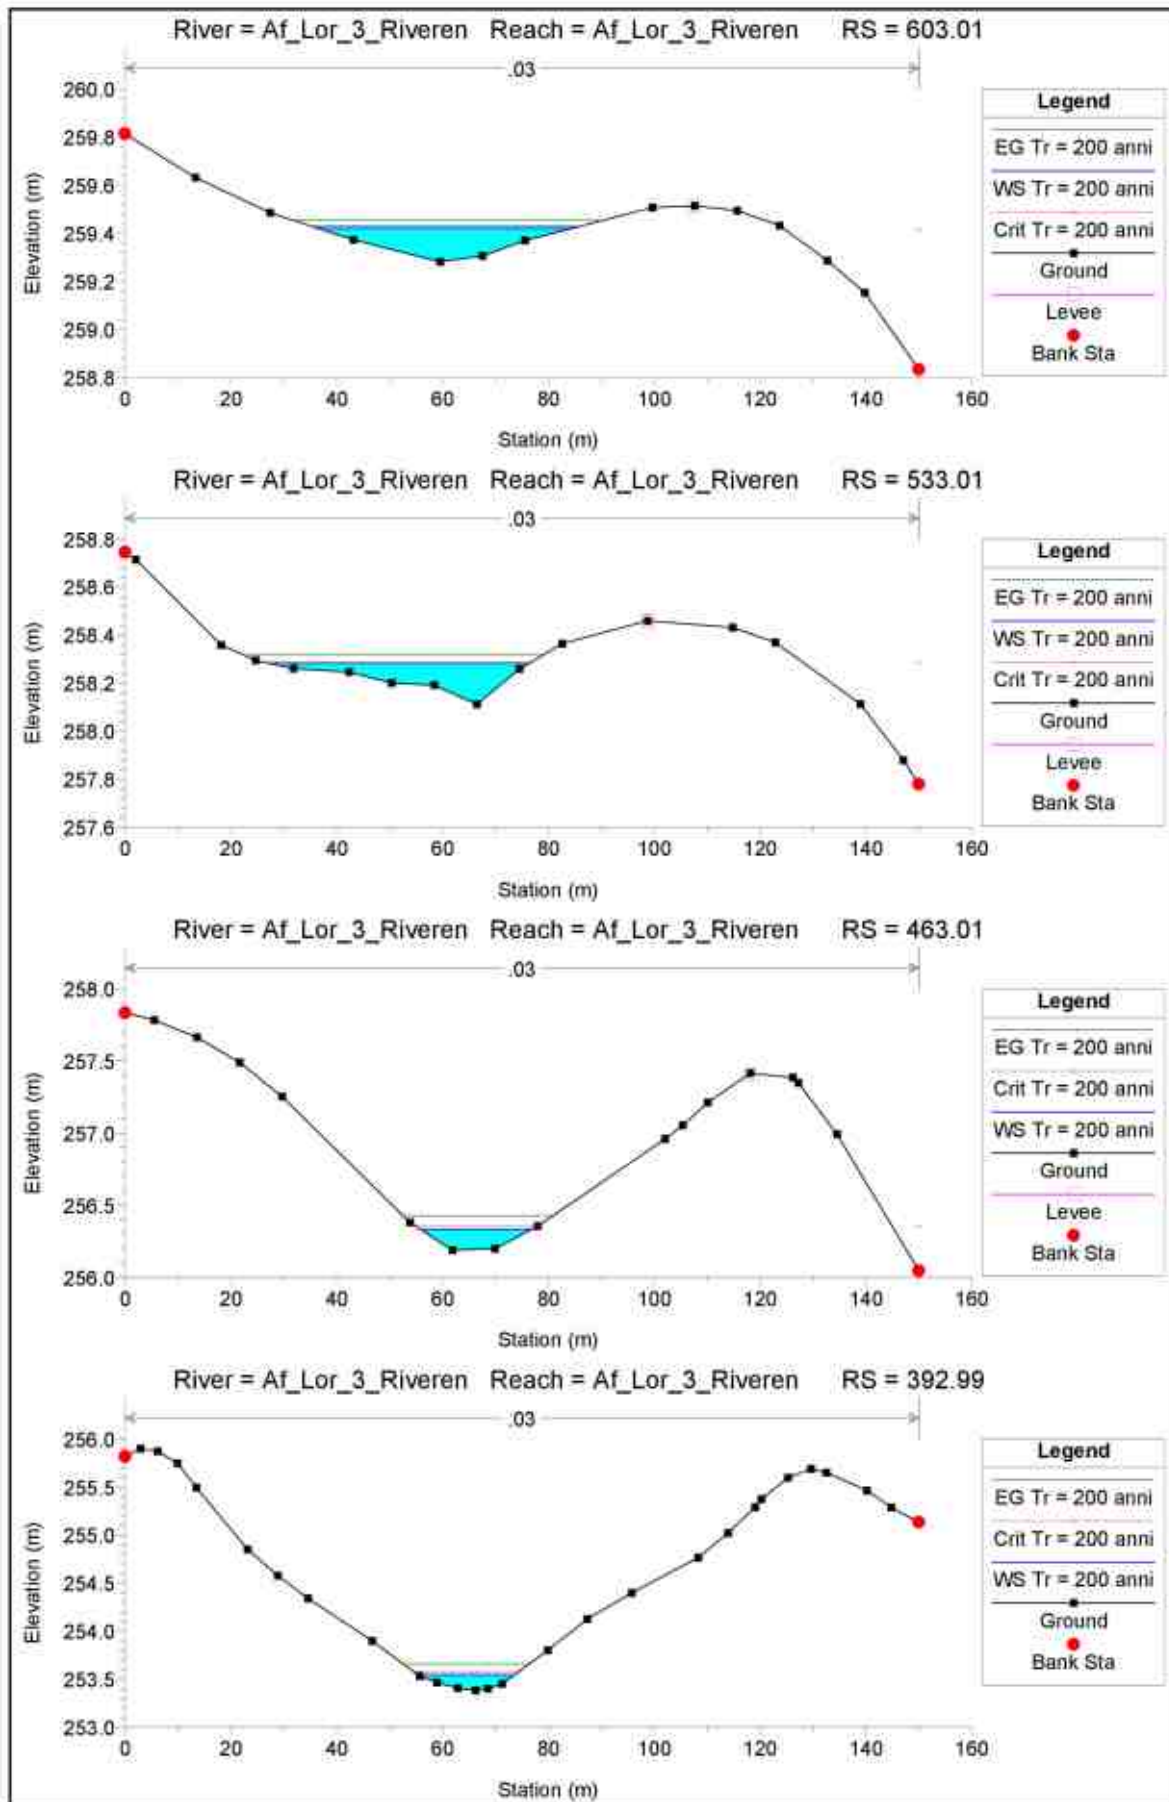 River = Af_Lor_3_Riveren Reach = Af_Lor_3_Riveren RS = 603.01
.03
260.0
259.8
259.6
259.4
259.2
259.0
258.8
Elevation (m)
0 20 40 60 80 100 120 140 160
Station (m)
Legend
EG Tr = 200 anni
WS Tr = 200 anni
Crit Tr = 200 anni
Ground
Levee
Bank Sta
River = Af_Lor_3_Riveren Reach = Af_Lor_3_Riveren RS = 533.01
.03
258.8
258.6
258.4
258.2
258.0
257.8
257.6
Elevation (m)
0 20 40 60 80 100 120 140 160
Station (m)
Legend
EG Tr = 200 anni
WS Tr = 200 anni
Crit Tr = 200 anni
Ground
Levee
Bank Sta
River = Af_Lor_3_Riveren Reach = Af_Lor_3_Riveren RS = 463.01
.03
258.0
257.5
257.0
256.5
256.0
Elevation (m)
0 20 40 60 80 100 120 140 160
Station (m)
Legend
EG Tr = 200 anni
Crit Tr = 200 anni
WS Tr = 200 anni
Ground
Levee
Bank Sta
River = Af_Lor_3_Riveren Reach = Af_Lor_3_Riveren RS = 392.99
.03
256.0
255.5
255.0
254.5
254.0
253.5
253.0
Elevation (m)
0 20 40 60 80 100 120 140 160
Station (m)
Legend
EG Tr = 200 anni
Crit Tr = 200 anni
WS Tr = 200 anni
Ground
Bank Sta